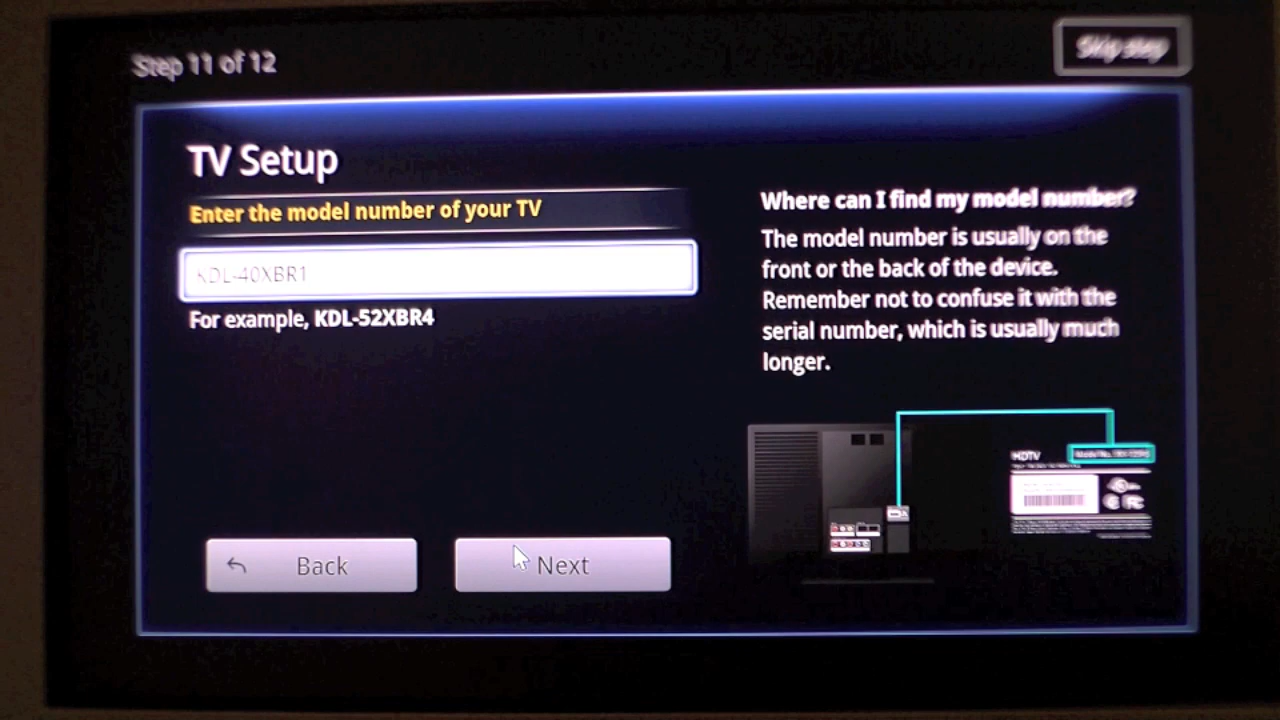 Step 11 of 12
Skip step
TV Setup
Enter the model number of your TV
KDL-40XBR1
For example, KDL-52XBR4
Back
Next
Where can I find my model number?
The model number is usually on the
front or the back of the device.
Remember not to confuse it with the
serial number, which is usually much
longer.
HDTV